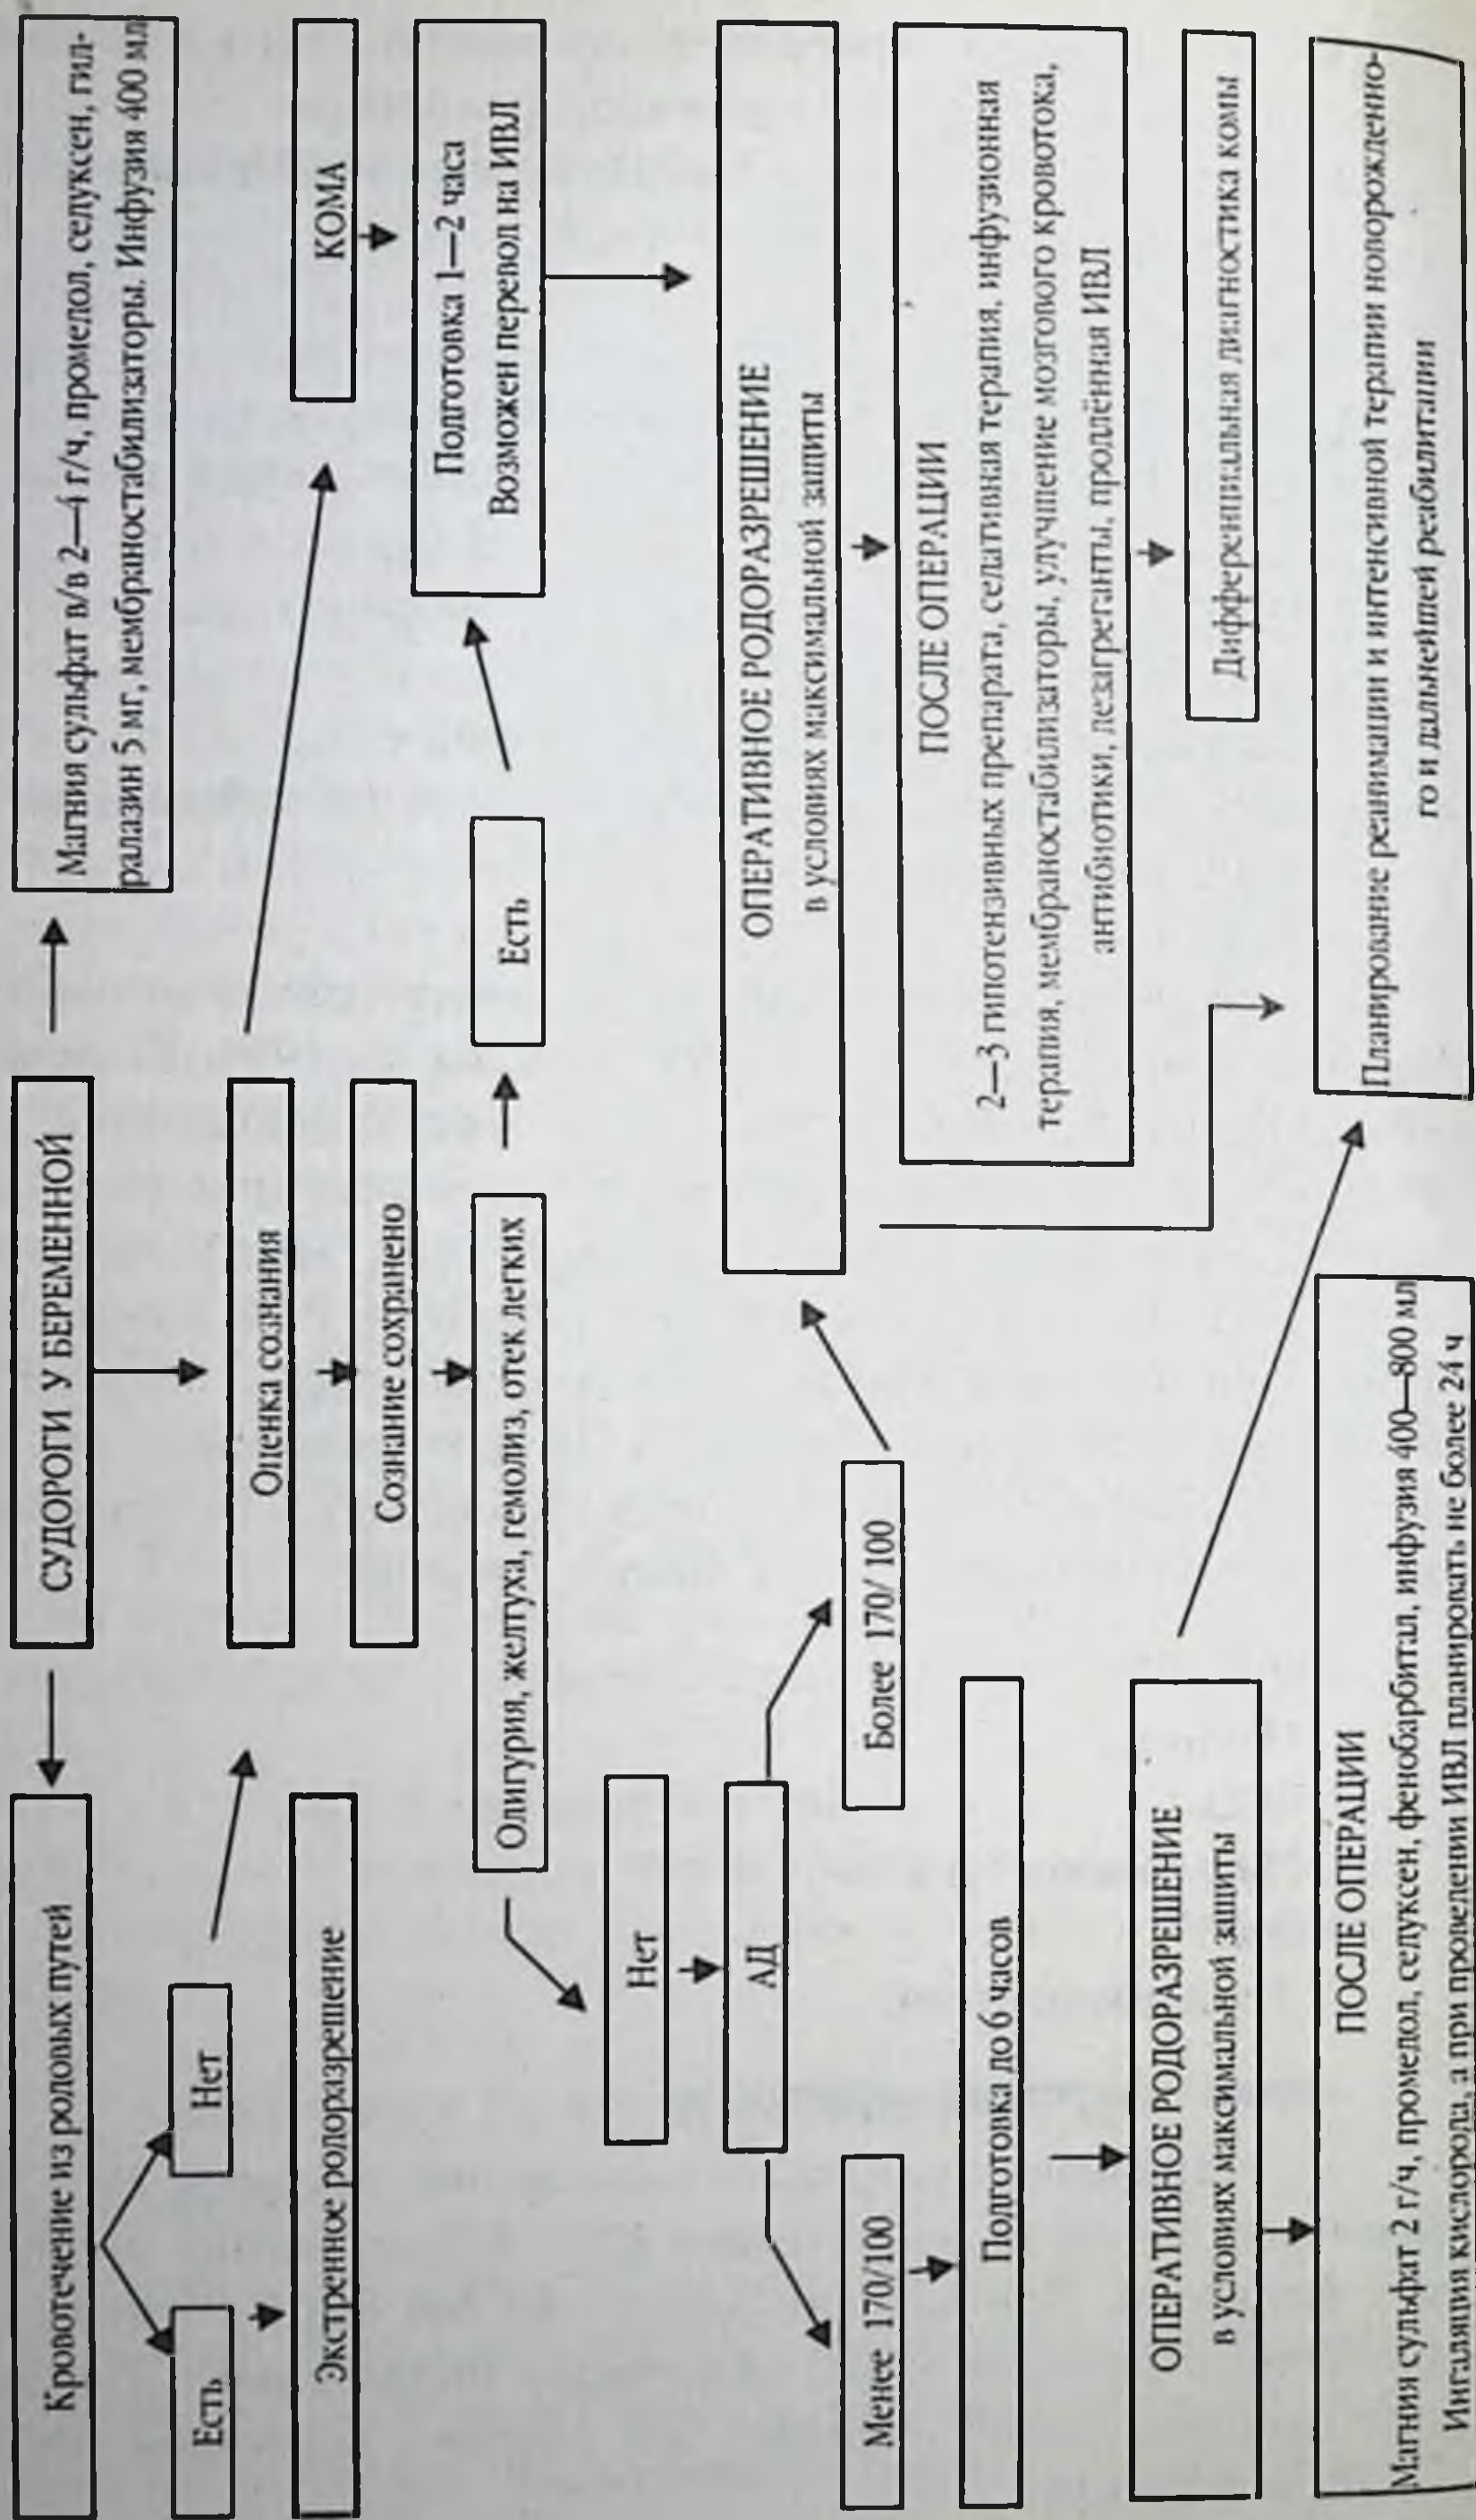 СУДОРОГИ У БЕРЕМЕННОЙ
Кровотечение из родовых путей
Есть
Нет
Экстренное родоразрешение
Магния сульфат в/в 2—4 г/ч, промедол, седуксен, гид-
ралазин 5 мг, мембраностабилизаторы. Инфузия 400 мл
Оценка сознания
Сознание сохранено
КОМА
Подготовка 1—2 часа
Возможен перевод на ИВЛ
Олигурия, желтуха, гемолиз, отек легких
Есть
Нет
АД
Менее 170/100
Более 170/ 100
Подготовка до 6 часов
ОПЕРАТИВНОЕ РОДОРАЗРЕШЕНИЕ
в условиях максимальной защиты
ОПЕРАТИВНОЕ РОДОРАЗРЕШЕНИЕ
в условиях максимальной защиты
ПОСЛЕ ОПЕРАЦИИ
2—3 гипотензивных препарата, седативная терапия, инфузионная
терапия, мембраностабилизаторы, улучшение мозгового кровотока,
антибиотики, дезагреганты, продлённая ИВЛ
Дифференциальная диагностика комы
ПОСЛЕ ОПЕРАЦИИ
Магния сульфат 2 г/ч, промедол, седуксен, фенобарбитал, инфузия 400—800 мл
Ингаляция кислорода, а при проведении ИВЛ планировать не более 24 ч
Планирование реанимации и интенсивной терапии новорожденно-
го и дальнейшей реабилитации